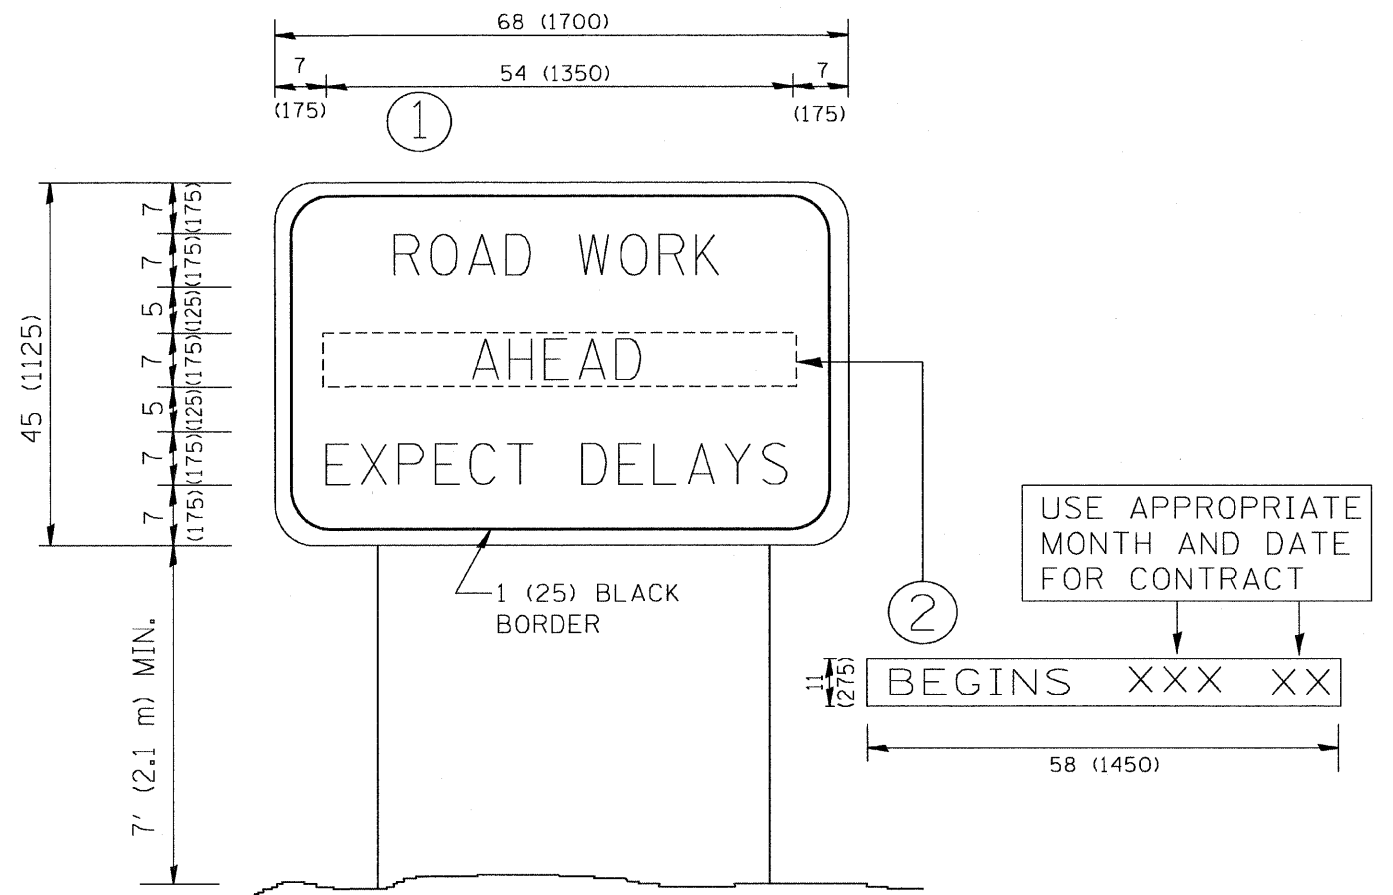 68 (1700)
7 54 (1350) 7
(175) (175)
1
45 (1125)
7 (175)
7 (175)
5 (125)
7 (175)
5 (125)
7 (175)
7 (175)
7' (2.1 m) MIN.
ROAD WORK
AHEAD
EXPECT DELAYS
1 (25) BLACK
BORDER
2
USE APPROPRIATE
MONTH AND DATE
FOR CONTRACT
11
(275)
BEGINS XXX XX
58 (1450)